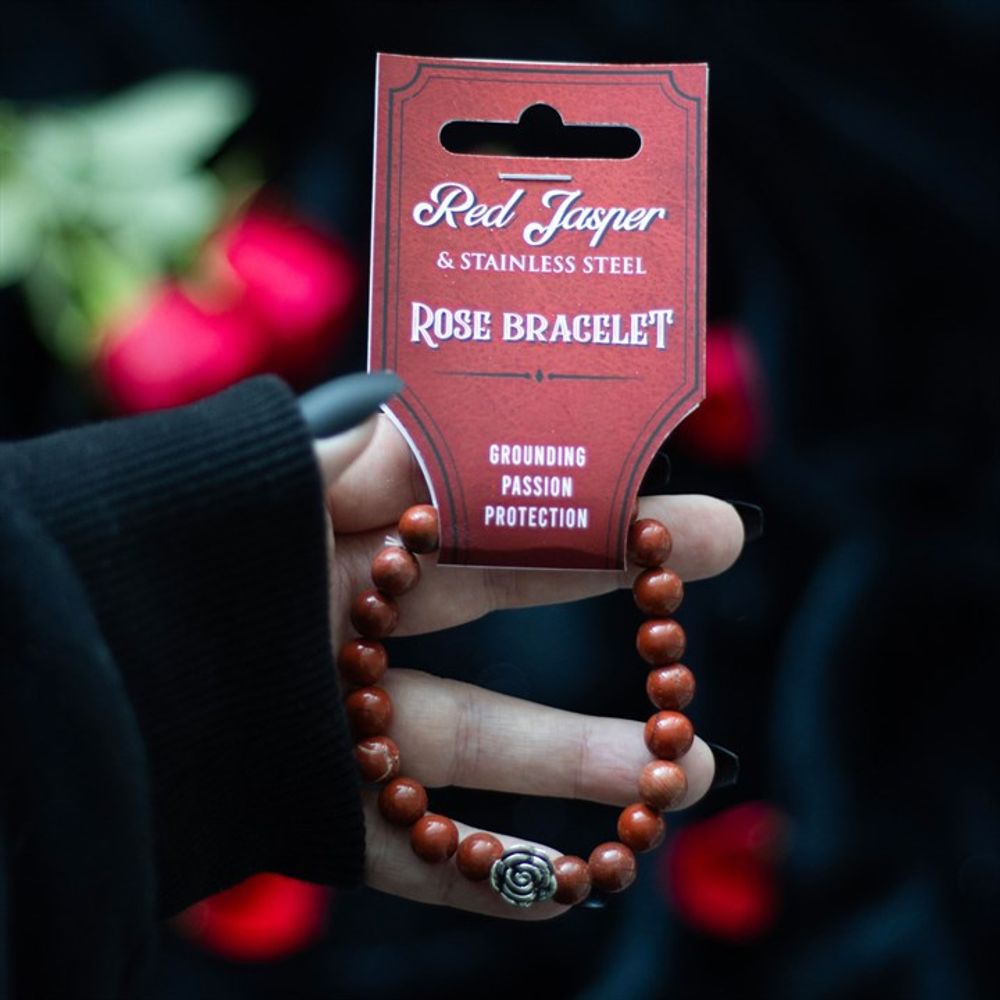 Red Jasper
& STAINLESS STEEL
ROSE BRACELET
GROUNDING
PASSION
PROTECTION